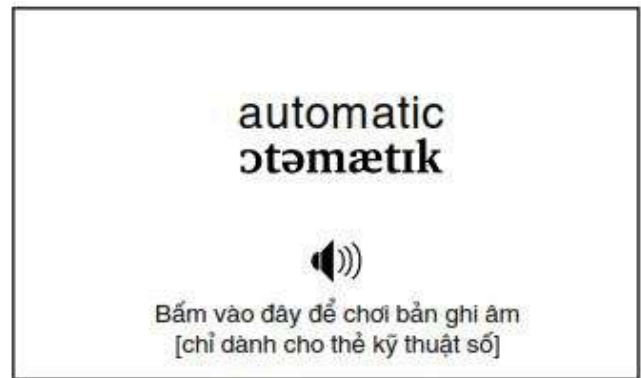 automatic
ɔtəmætɪk
Bấm vào đây để chơi bản ghi âm
[chỉ dành cho thẻ kỹ thuật số]